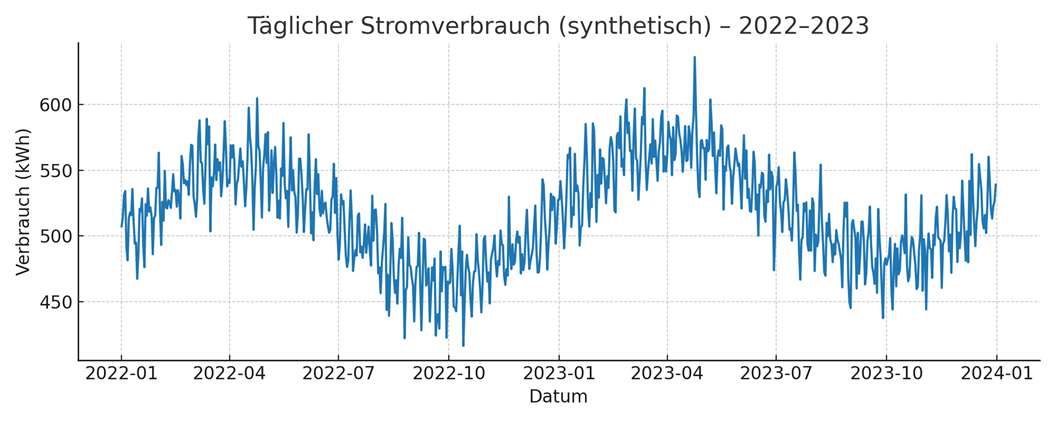 Täglicher Stromverbrauch (synthetisch) – 2022–2023
Verbrauch (kWh)
600
550
500
450
2022-01 2022-04 2022-07 2022-10 2023-01 2023-04 2023-07 2023-10 2024-01
Datum